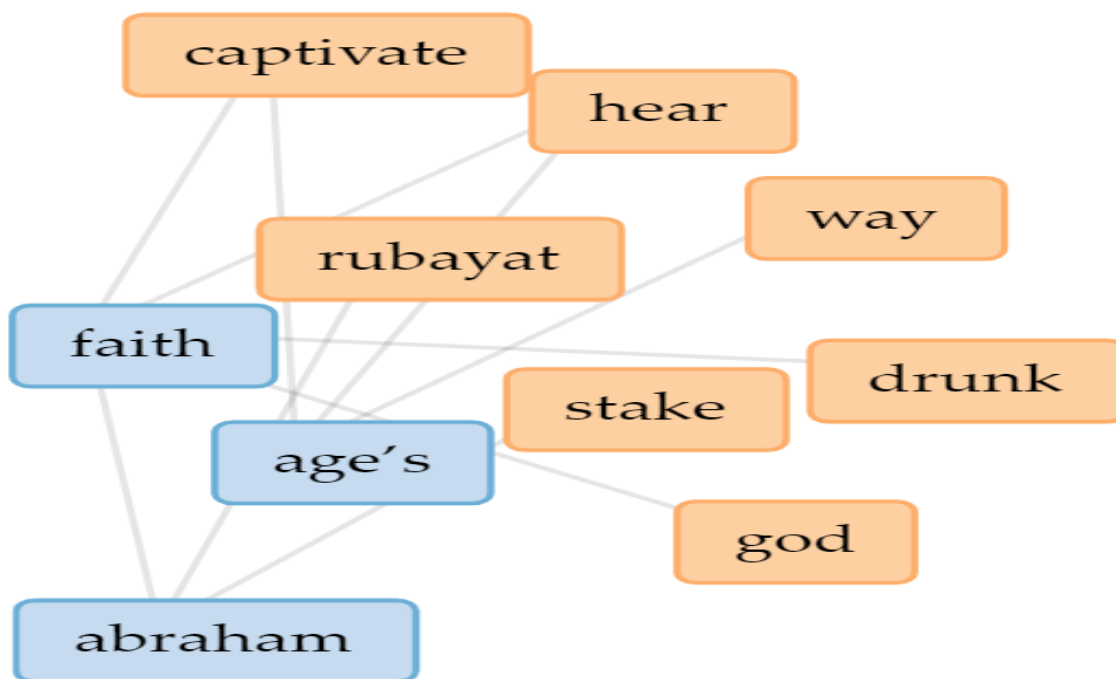 captivate
hear
way
rubayat
faith
drunk
stake
age′s
god
abraham